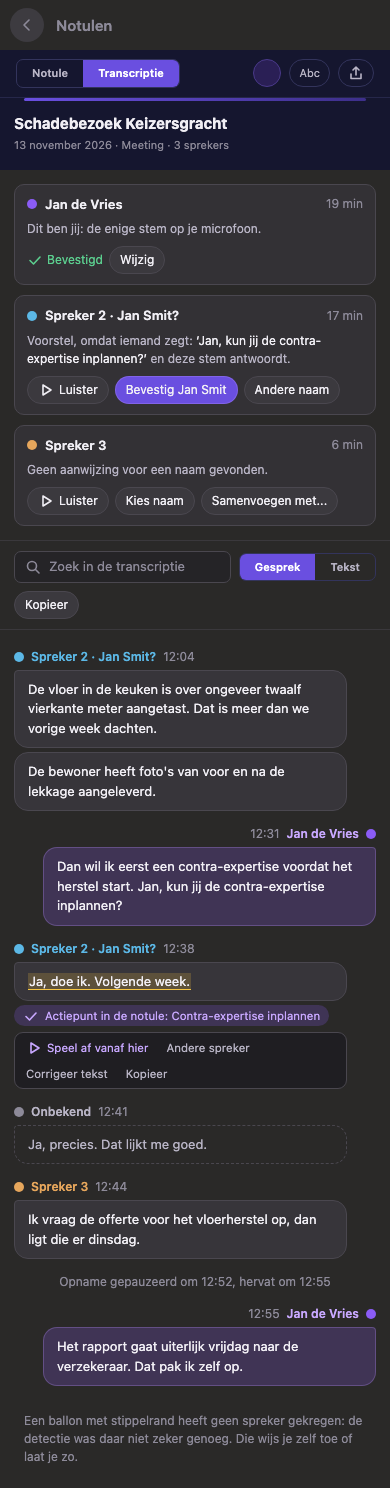 Notulen
Notule
Transcriptie
Abc
Schadebezoek Keizersgracht
13 november 2026 · Meeting · 3 sprekers
Jan de Vries
19 min
Dit ben jij: de enige stem op je microfoon.
Bevestigd
Wijzig
Spreker 2 · Jan Smit?
17 min
Voorstel, omdat iemand zegt: 'Jan, kun jij de contra-
expertise inplannen?' en deze stem antwoordt.
Luister
Bevestig Jan Smit
Andere naam
Spreker 3
6 min
Geen aanwijzing voor een naam gevonden.
Luister
Kies naam
Samenvoegen met...
Zoek in de transcriptie
Gesprek
Tekst
Kopieer
Spreker 2 · Jan Smit? 12:04
De vloer in de keuken is over ongeveer twaalf
vierkante meter aangetast. Dat is meer dan we
vorige week dachten.
De bewoner heeft foto's van voor en na de
lekkage aangeleverd.
12:31 Jan de Vries
Dan wil ik eerst een contra-expertise voordat het
herstel start. Jan, kun jij de contra-expertise
inplannen?
Spreker 2 · Jan Smit? 12:38
Ja, doe ik. Volgende week.
Actiepunt in de notule: Contra-expertise inplannen
Speel af vanaf hier
Andere spreker
Corrigeer tekst
Kopieer
Onbekend 12:41
Ja, precies. Dat lijkt me goed.
Spreker 3 12:44
Ik vraag de offerte voor het vloerherstel op, dan
ligt die er dinsdag.
Opname gepauzeerd om 12:52, hervat om 12:55
12:55 Jan de Vries
Het rapport gaat uiterlijk vrijdag naar de
verzekeraar. Dat pak ik zelf op.
Een ballon met stippelrand heeft geen spreker gekregen: de
detectie was daar niet zeker genoeg. Die wijs je zelf toe of
laat je zo.